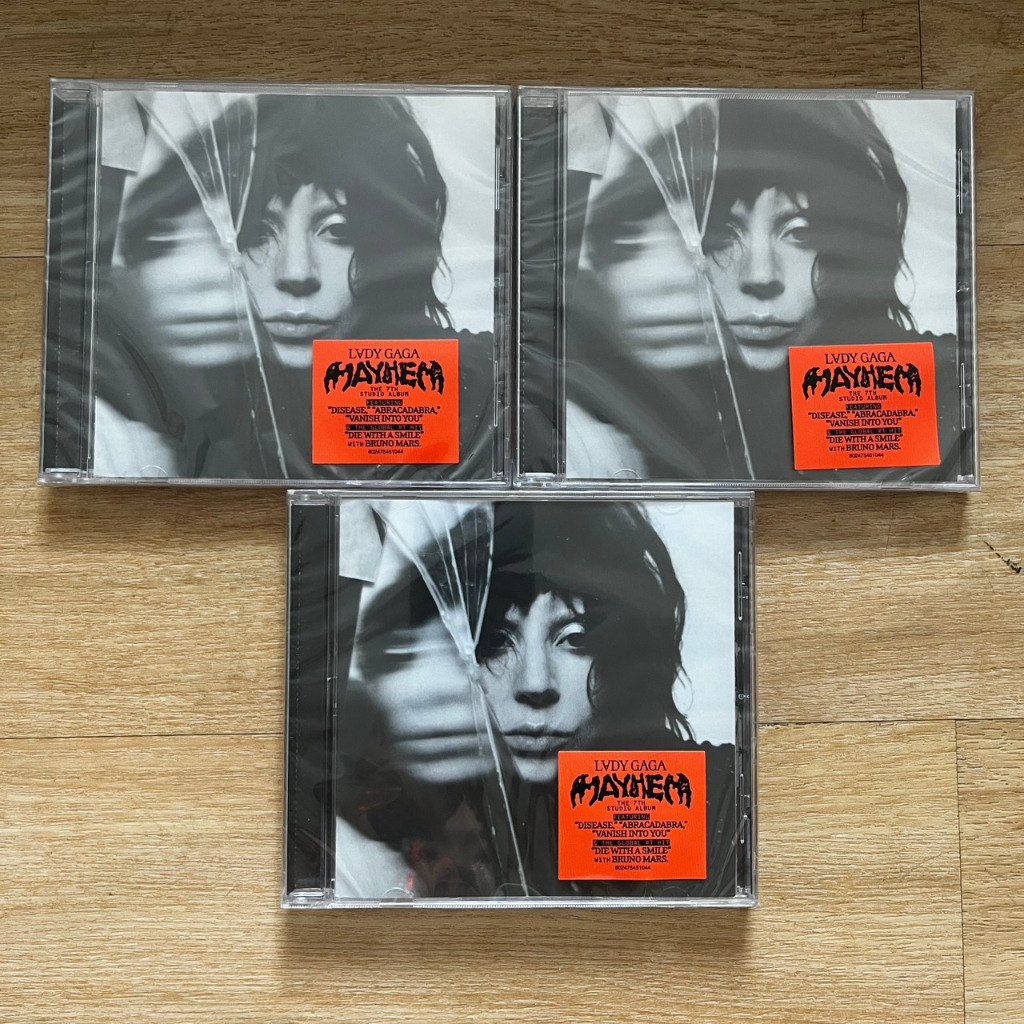 LVDY GAGA
MAYHEM
THE 7TH
STUDIO ALBUM
FEATURING
"DISEASE," "ABRACADABRA,"
"VANISH INTO YOU"
& THE GLOBAL #1 HIT
"DIE WITH A SMILE"
WITH BRUNO MARS.
602475451044
LVDY GAGA
MAYHEM
THE 7TH
STUDIO ALBUM
FEATURING
"DISEASE," "ABRACADABRA,"
"VANISH INTO YOU"
& THE GLOBAL #1 HIT
"DIE WITH A SMILE"
WITH BRUNO MARS.
602475451044
LVDY GAGA
MAYHEM
THE 7TH
STUDIO ALBUM
FEATURING
"DISEASE," "ABRACADABRA,"
"VANISH INTO YOU"
& THE GLOBAL #1 HIT
"DIE WITH A SMILE"
WITH BRUNO MARS.
602475451044